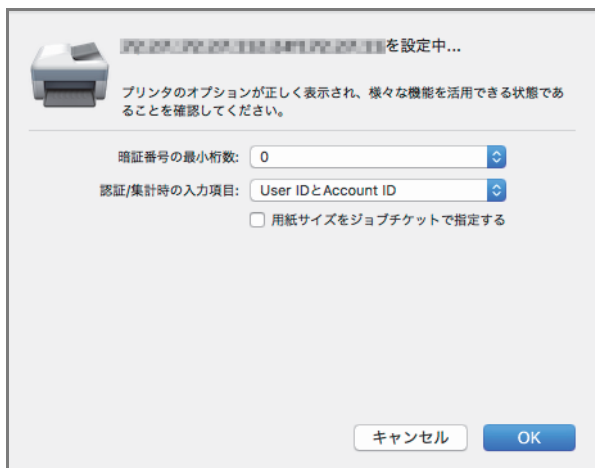 を設定中...
プリンタのオプションが正しく表示され、様々な機能を活用できる状態であ
ることを確認してください。
暗証番号の最小桁数: 0
認証/集計時の入力項目: User IDとAccount ID
用紙サイズをジョブチケットで指定する
キャンセル OK